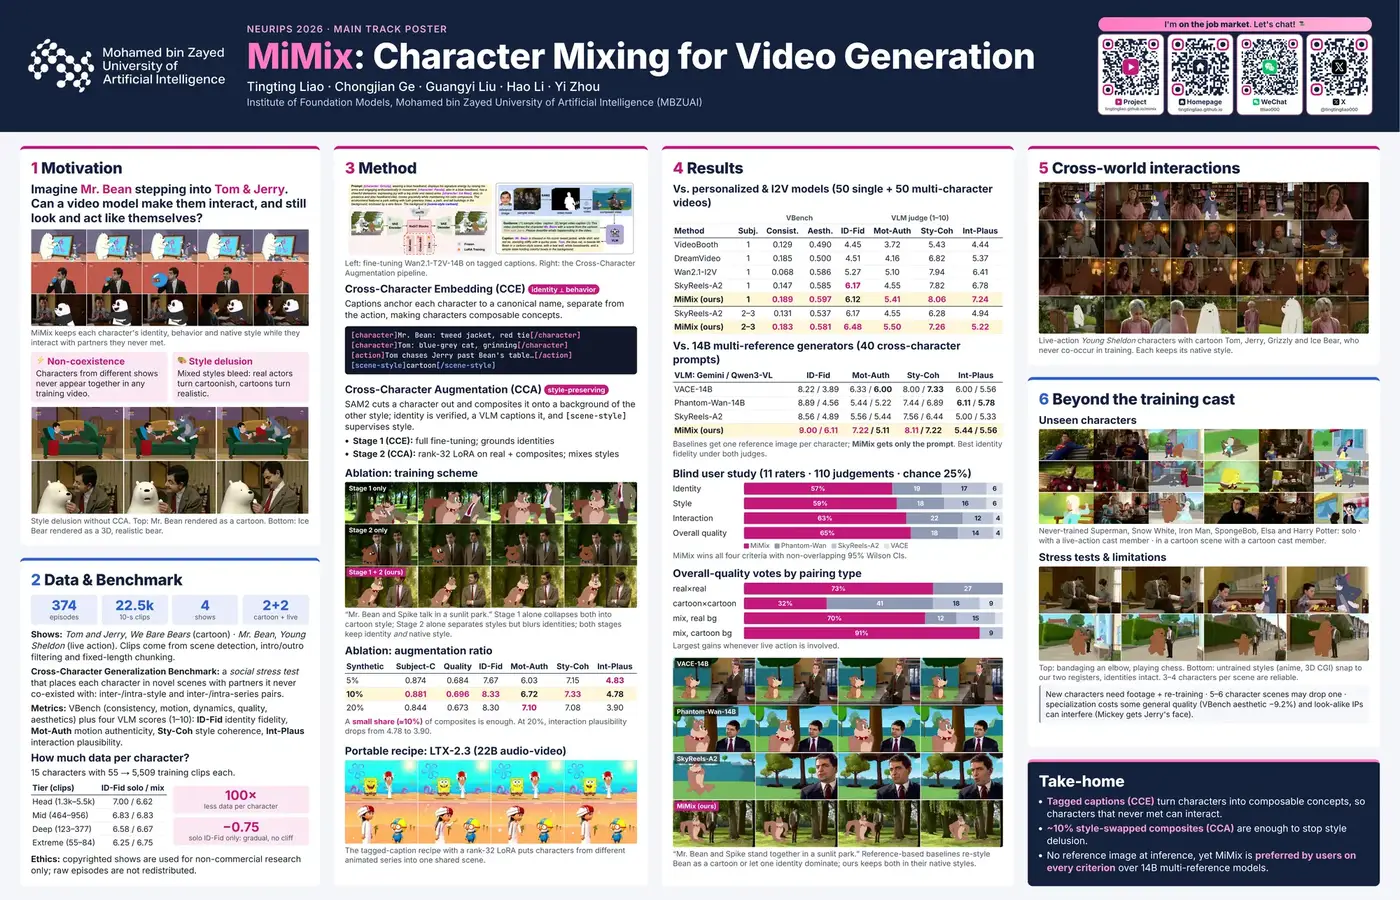 Mohamed bin Zayed
University of
Artificial Intelligence
NEURIPS 2026 · MAIN TRACK POSTER
MiMix: Character Mixing for Video Generation
Tingting Liao · Chongjian Ge · Guangyi Liu · Hao Li · Yi Zhou
Institute of Foundation Models, Mohamed bin Zayed University of Artificial Intelligence (MBZUAI)
I'm on the job market. Let's chat!
Project
Homepage
WeChat
X
1 Motivation
Imagine Mr. Bean stepping into Tom & Jerry.
Can a video model make them interact, and still
look and act like themselves?
MiMix keeps each character's identity, behavior and native style while they
interact with partners they never met.
Non-coexistence
Characters from different shows
never appear together in any
training video.
Style delusion
Mixed styles bleed: real actors
turn cartoonish, cartoons turn
realistic.
Style delusion without CCA. Top: Mr. Bean rendered as a cartoon. Bottom: Ice
Bear rendered as a 3D, realistic bear.
2 Data & Benchmark
374 22.5k 4 2+2
episodes 10-s clips shows cartoon + live
Shows: Tom and Jerry, We Bare Bears (cartoon) · Mr. Bean, Young
Sheldon (live action). Clips come from scene detection, intro/outro
filtering and fixed-length chunking.
Cross-Character Generalization Benchmark: a social stress test
that places each character in novel scenes with partners it never
co-existed with: inter-/intra-style and inter-/intra-series pairs.
Metrics: VBench (consistency, motion, dynamics, quality,
aesthetics) plus four VLM scores (1–10): ID-Fid identity fidelity,
Mot-Auth motion authenticity, Sty-Coh style coherence, Int-Plaus
interaction plausibility.
How much data per character?
15 characters with 55 → 5,509 training clips each.
Tier (clips) ID-Fid solo / mix
Head (1.3k–5.5k) 7.00 / 6.62
Mid (464–956) 6.83 / 6.83
Deep (123–377) 6.58 / 6.67
Extreme (55–84) 6.25 / 6.75
100×
less data per character
−0.75
solo ID-Fid only: gradual, no cliff
Ethics: copyrighted shows are used for non-commercial research
only; raw episodes are not redistributed.
3 Method
Left: fine-tuning Wan2.1-T2V-14B on tagged captions. Right: the Cross-Character
Augmentation pipeline.
Cross-Character Embedding (CCE) identity ⊥ behavior
Captions anchor each character to a canonical name, separate from
the action, making characters composable concepts.
[character]Mr. Bean: tweed jacket, red tie[/character]
[character]Tom: blue-grey cat, grinning[/character]
[action]Tom chases Jerry past Bean's table…[/action]
[scene-style]cartoon[/scene-style]
Cross-Character Augmentation (CCA) style-preserving
SAM2 cuts a character out and composites it onto a background of the
other style; identity is verified, a VLM captions it, and [scene-style]
supervises style.
• Stage 1 (CCE): full fine-tuning; grounds identities
• Stage 2 (CCA): rank-32 LoRA on real + composites; mixes styles
Ablation: training scheme
Stage 1 only
Stage 2 only
Stage 1 + 2 (ours)
"Mr. Bean and Spike talk in a sunlit park." Stage 1 alone collapses both into
cartoon style; Stage 2 alone separates styles but blurs identities; both stages
keep identity and native style.
Ablation: augmentation ratio
Synthetic Subject-C Quality ID-Fid Mot-Auth Sty-Coh Int-Plaus
5% 0.874 0.684 7.67 6.03 7.15 4.83
10% 0.881 0.696 8.33 6.72 7.33 4.78
20% 0.844 0.673 8.30 7.10 7.08 3.90
A small share (≈10%) of composites is enough. At 20%, interaction plausibility
drops from 4.78 to 3.90.
Portable recipe: LTX-2.3 (22B audio-video)
The tagged-caption recipe with a rank-32 LoRA puts characters from different
animated series into one shared scene.
4 Results
Vs. personalized & I2V models (50 single + 50 multi-character
videos)
VBench VLM judge (1–10)
Method Subj. Consist. Aesth. ID-Fid Mot-Auth Sty-Coh Int-Plaus
VideoBooth 1 0.129 0.490 4.45 3.72 5.43 4.44
DreamVideo 1 0.185 0.500 4.51 4.16 6.82 5.37
Wan2.1-I2V 1 0.068 0.586 5.27 5.10 7.94 6.41
SkyReels-A2 1 0.147 0.585 6.17 4.55 7.82 6.78
MiMix (ours) 1 0.189 0.597 6.12 5.41 8.06 7.24
SkyReels-A2 2–3 0.131 0.537 6.17 4.55 6.28 4.94
MiMix (ours) 2–3 0.183 0.581 6.48 5.50 7.26 5.22
Vs. 14B multi-reference generators (40 cross-character
prompts)
VLM: Gemini / Qwen3-VL ID-Fid Mot-Auth Sty-Coh Int-Plaus
VACE-14B 8.22 / 3.89 6.33 / 6.00 8.00 / 7.33 6.00 / 5.56
Phantom-Wan-14B 8.89 / 4.56 5.44 / 5.22 7.44 / 6.89 6.11 / 5.78
SkyReels-A2 8.56 / 4.89 5.56 / 5.44 7.56 / 6.44 5.00 / 5.33
MiMix (ours) 9.00 / 6.11 7.22 / 5.11 8.11 / 7.22 5.44 / 5.56
Baselines get one reference image per character; MiMix gets only the prompt. Best identity
fidelity under both judges.
Blind user study (11 raters · 110 judgements · chance 25%)
Identity 57% 19 17 6
Style 59% 18 16 6
Interaction 63% 22 12 4
Overall quality 65% 18 14 4
MiMix Phantom-Wan SkyReels-A2 VACE
MiMix wins all four criteria with non-overlapping 95% Wilson CIs.
Overall-quality votes by pairing type
real×real 73% 27
cartoon×cartoon 32% 41 18 9
mix, real bg 70% 12 15
mix, cartoon bg 91% 9
Largest gains whenever live action is involved.
VACE-14B
Phantom-Wan-14B
SkyReels-A2
MiMix (ours)
"Mr. Bean and Spike stand together in a sunlit park." Reference-based baselines re-style
Bean as a cartoon or let one identity dominate; ours keeps both in their native styles.
5 Cross-world interactions
Live-action Young Sheldon characters with cartoon Tom, Jerry, Grizzly and Ice Bear, who
never co-occur in training. Each keeps its native style.
6 Beyond the training cast
Unseen characters
Never-trained Superman, Snow White, Iron Man, SpongeBob, Elsa and Harry Potter: solo ·
with a live-action cast member · in a cartoon scene with a cartoon cast member.
Stress tests & limitations
Top: bandaging an elbow, playing chess. Bottom: untrained styles (anime, 3D CGI) snap to
our two registers, identities intact. 3–4 characters per scene are reliable.
New characters need footage + re-training · 5–6 character scenes may drop one ·
specialization costs some general quality (VBench aesthetic −9.2%) and look-alike IPs
can interfere (Mickey gets Jerry's face).
Take-home
• Tagged captions (CCE) turn characters into composable concepts, so
characters that never met can interact.
• ~10% style-swapped composites (CCA) are enough to stop style
delusion.
• No reference image at inference, yet MiMix is preferred by users on
every criterion over 14B multi-reference models.